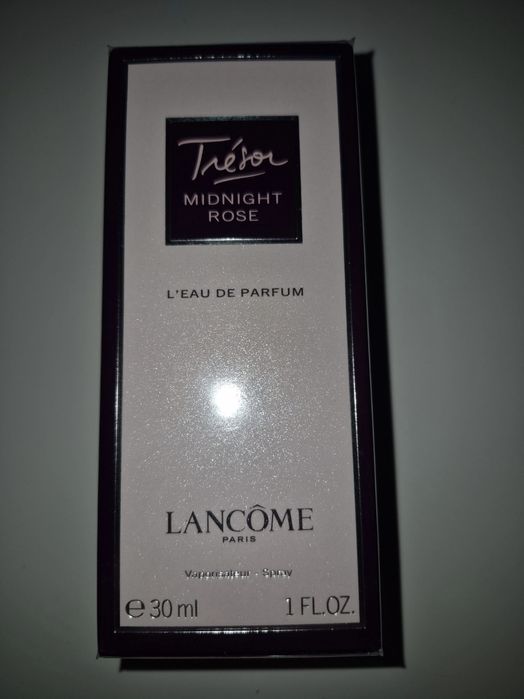 Trésor
MIDNIGHT
ROSE
L'EAU DE PARFUM
LANCÔME
PARIS
Vaporisateur - Spray
℮ 30 ml 1 FL.OZ.